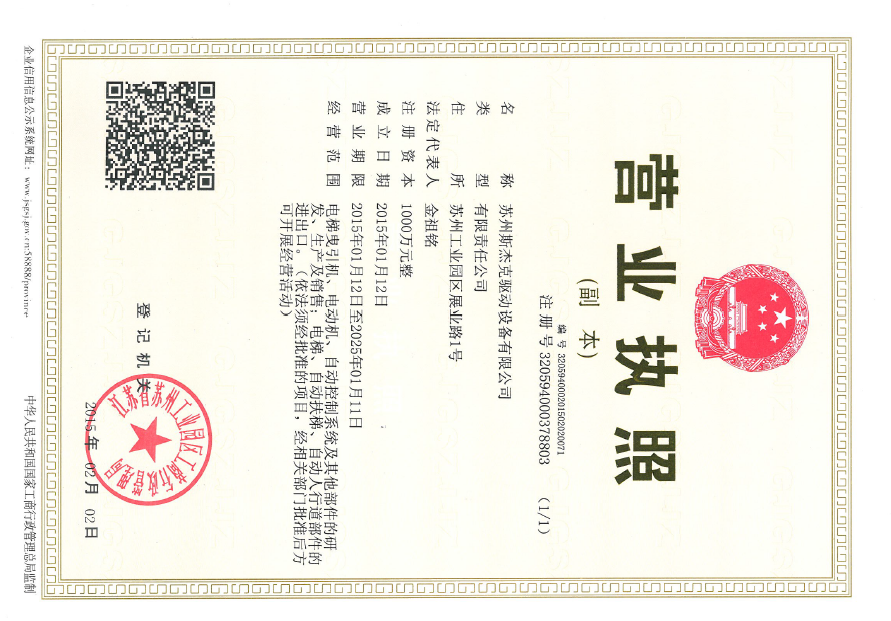 营业执照
(副 本)
编 号 320594000201502020071
注 册 号 320594000378803 (1/1)
名 称 苏州斯杰克驱动设备有限公司
类 型 有限责任公司
住 所 苏州工业园区展业路1号
法定代表人 金祖铭
注 册 资 本 1000万元整
成 立 日 期 2015年01月12日
营 业 期 限 2015年01月12日至2025年01月11日
经 营 范 围 电梯曳引机、电动机、自动控制系统及其他部件的研
发、生产及销售；电梯、自动扶梯、自动人行道部件的
进出口。（依法须经批准的项目，经相关部门批准后方
可开展经营活动）
登 记 机 关
江苏省苏州工业园区工商行政管理局
2015 年 02 月 02 日
企业信用信息公示系统网址：www.jsgsj.gov.cn:58888/province
中华人民共和国国家工商行政管理总局监制